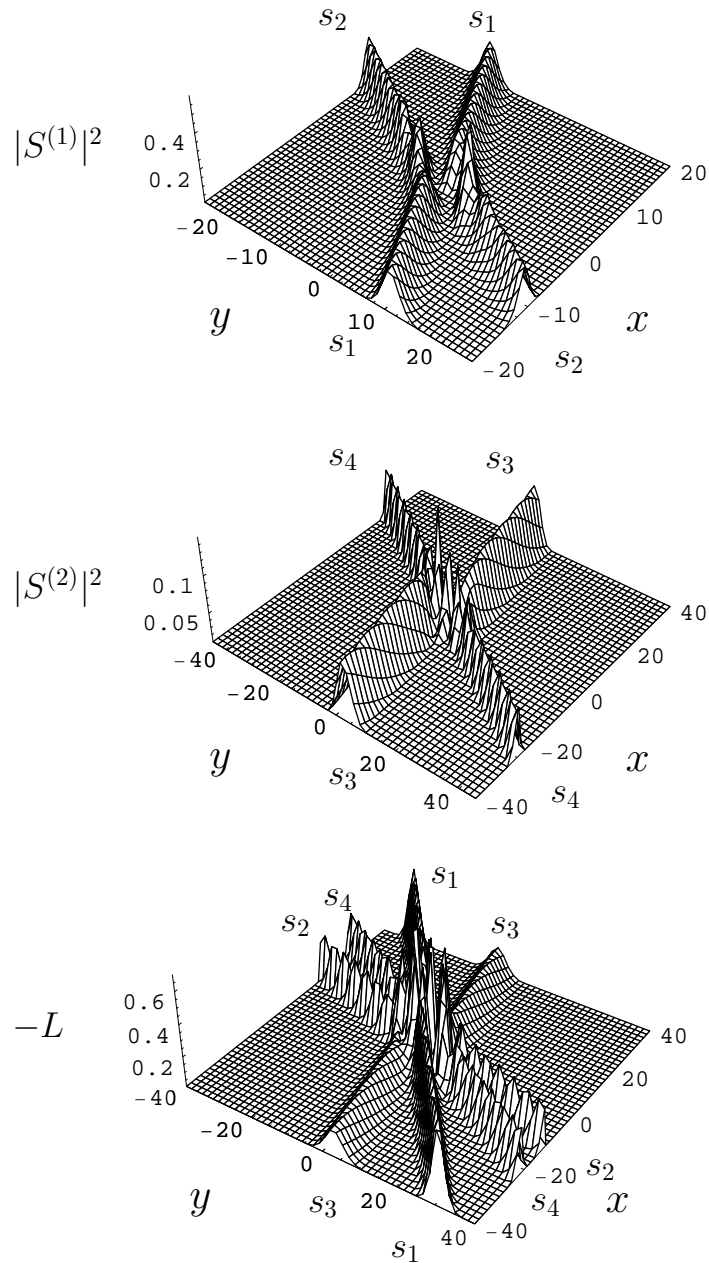 s₂ s₁
|S⁽¹⁾|²
0.4
0.2
−20 −10 0 10 20
y
s₁
20 10 0 −10 −20
x
s₂
s₄ s₃
|S⁽²⁾|²
0.1
0.05
−40 −20 0 20 40
y
s₃
40 20 0 −20 −40
x
s₄
s₁
s₄
s₂ s₃
−L
0.6
0.4
0.2
−40 −20 0 20 40
y
s₃
s₁
40 20 0 −20 −40
s₂
s₄ x